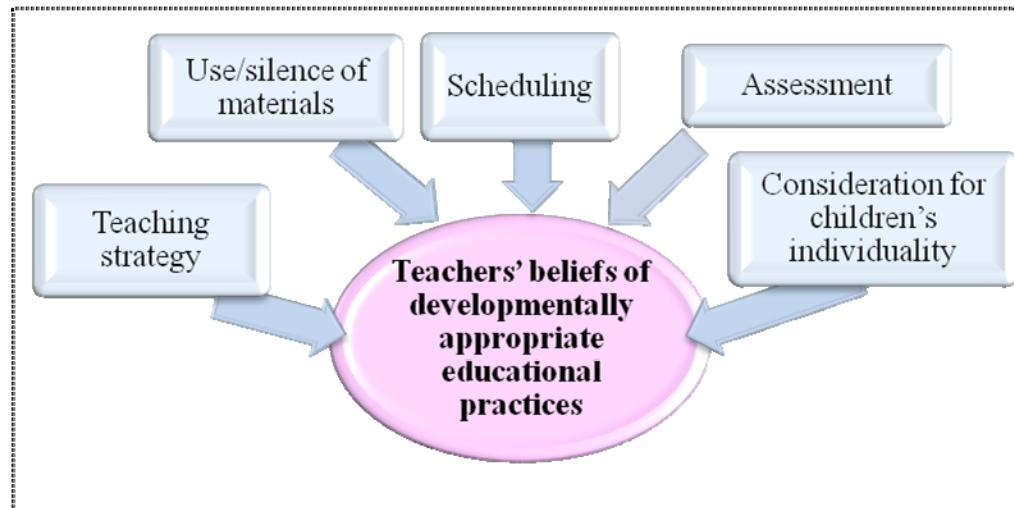 Use/silence of
materials
Scheduling
Assessment
Teaching
strategy
Consideration for
children's
individuality
Teachers' beliefs of
developmentally
appropriate
educational
practices